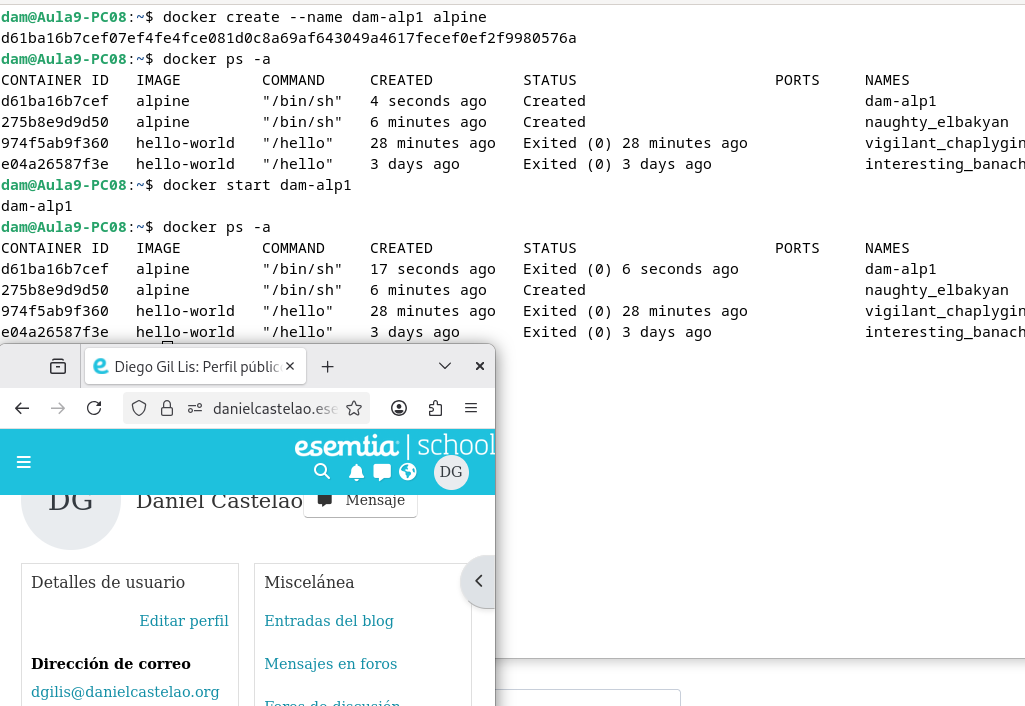 dam@Aula9-PC08:~$ docker create --name dam-alp1 alpine
d61ba16b7cef07ef4fe4fce081d0c8a69af643049a4617fecef0ef2f9980576a
dam@Aula9-PC08:~$ docker ps -a
CONTAINER ID   IMAGE         COMMAND    CREATED          STATUS                      PORTS     NAMES
d61ba16b7cef   alpine        "/bin/sh"   4 seconds ago    Created                               dam-alp1
275b8e9d9d50   alpine        "/bin/sh"   6 minutes ago    Created                               naughty_elbakyan
974f5ab9f360   hello-world   "/hello"    28 minutes ago   Exited (0) 28 minutes ago             vigilant_chaplygin
e04a26587f3e   hello-world   "/hello"    3 days ago       Exited (0) 3 days ago                 interesting_banach
dam@Aula9-PC08:~$ docker start dam-alp1
dam-alp1
dam@Aula9-PC08:~$ docker ps -a
CONTAINER ID   IMAGE         COMMAND    CREATED          STATUS                      PORTS     NAMES
d61ba16b7cef   alpine        "/bin/sh"   17 seconds ago   Exited (0) 6 seconds ago              dam-alp1
275b8e9d9d50   alpine        "/bin/sh"   6 minutes ago    Created                               naughty_elbakyan
974f5ab9f360   hello-world   "/hello"    28 minutes ago   Exited (0) 28 minutes ago             vigilant_chaplygin
e04a26587f3e   hello-world   "/hello"    3 days ago       Exited (0) 3 days ago                 interesting_banach
Diego Gil Lis: Perfil público
danielcastelao.ese
esemtia | school
DG
DG
Daniel Castelao
Mensaje
Detalles de usuario
Editar perfil
Dirección de correo
dgilis@danielcastelao.org
Miscelánea
Entradas del blog
Mensajes en foros
Foros de discusión